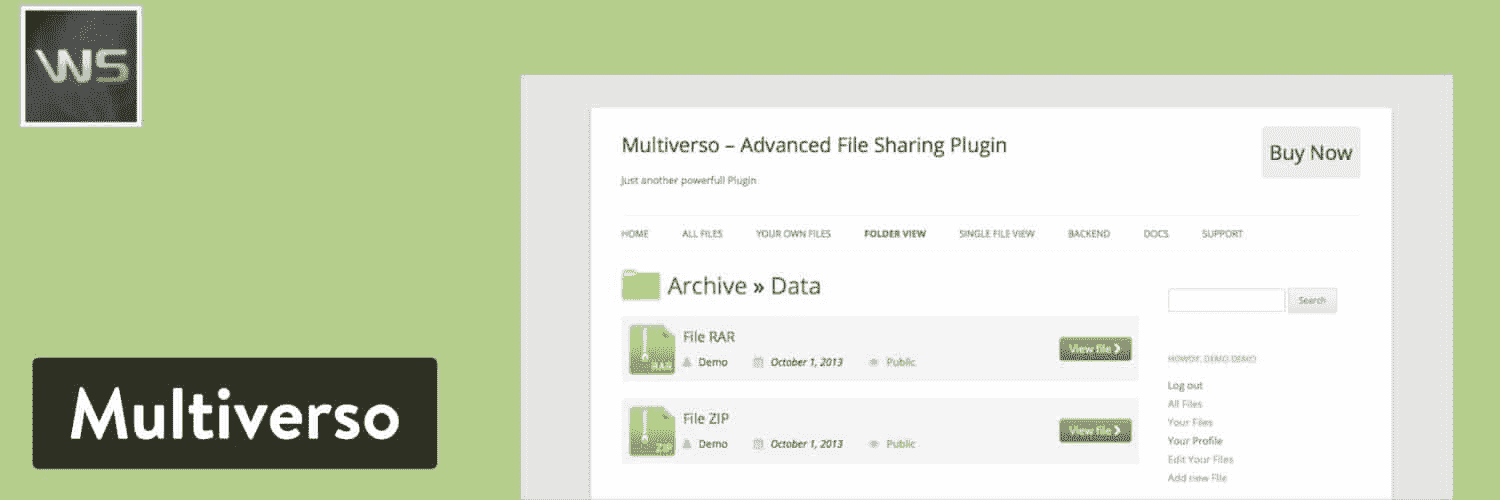 WS
Multiverso
Multiverso – Advanced File Sharing Plugin
Buy Now
Just another powerfull Plugin
HOME ALL FILES YOUR OWN FILES FOLDER VIEW SINGLE FILE VIEW BACKEND DOCS SUPPORT
Archive » Data
Search
File RAR
RAR
Demo October 1, 2013 Public
View file
File ZIP
ZIP
Demo October 1, 2013 Public
View file
HOWDY, DEMO DEMO
Log out
All Files
Your Files
Your Profile
Edit Your Files
Add new File